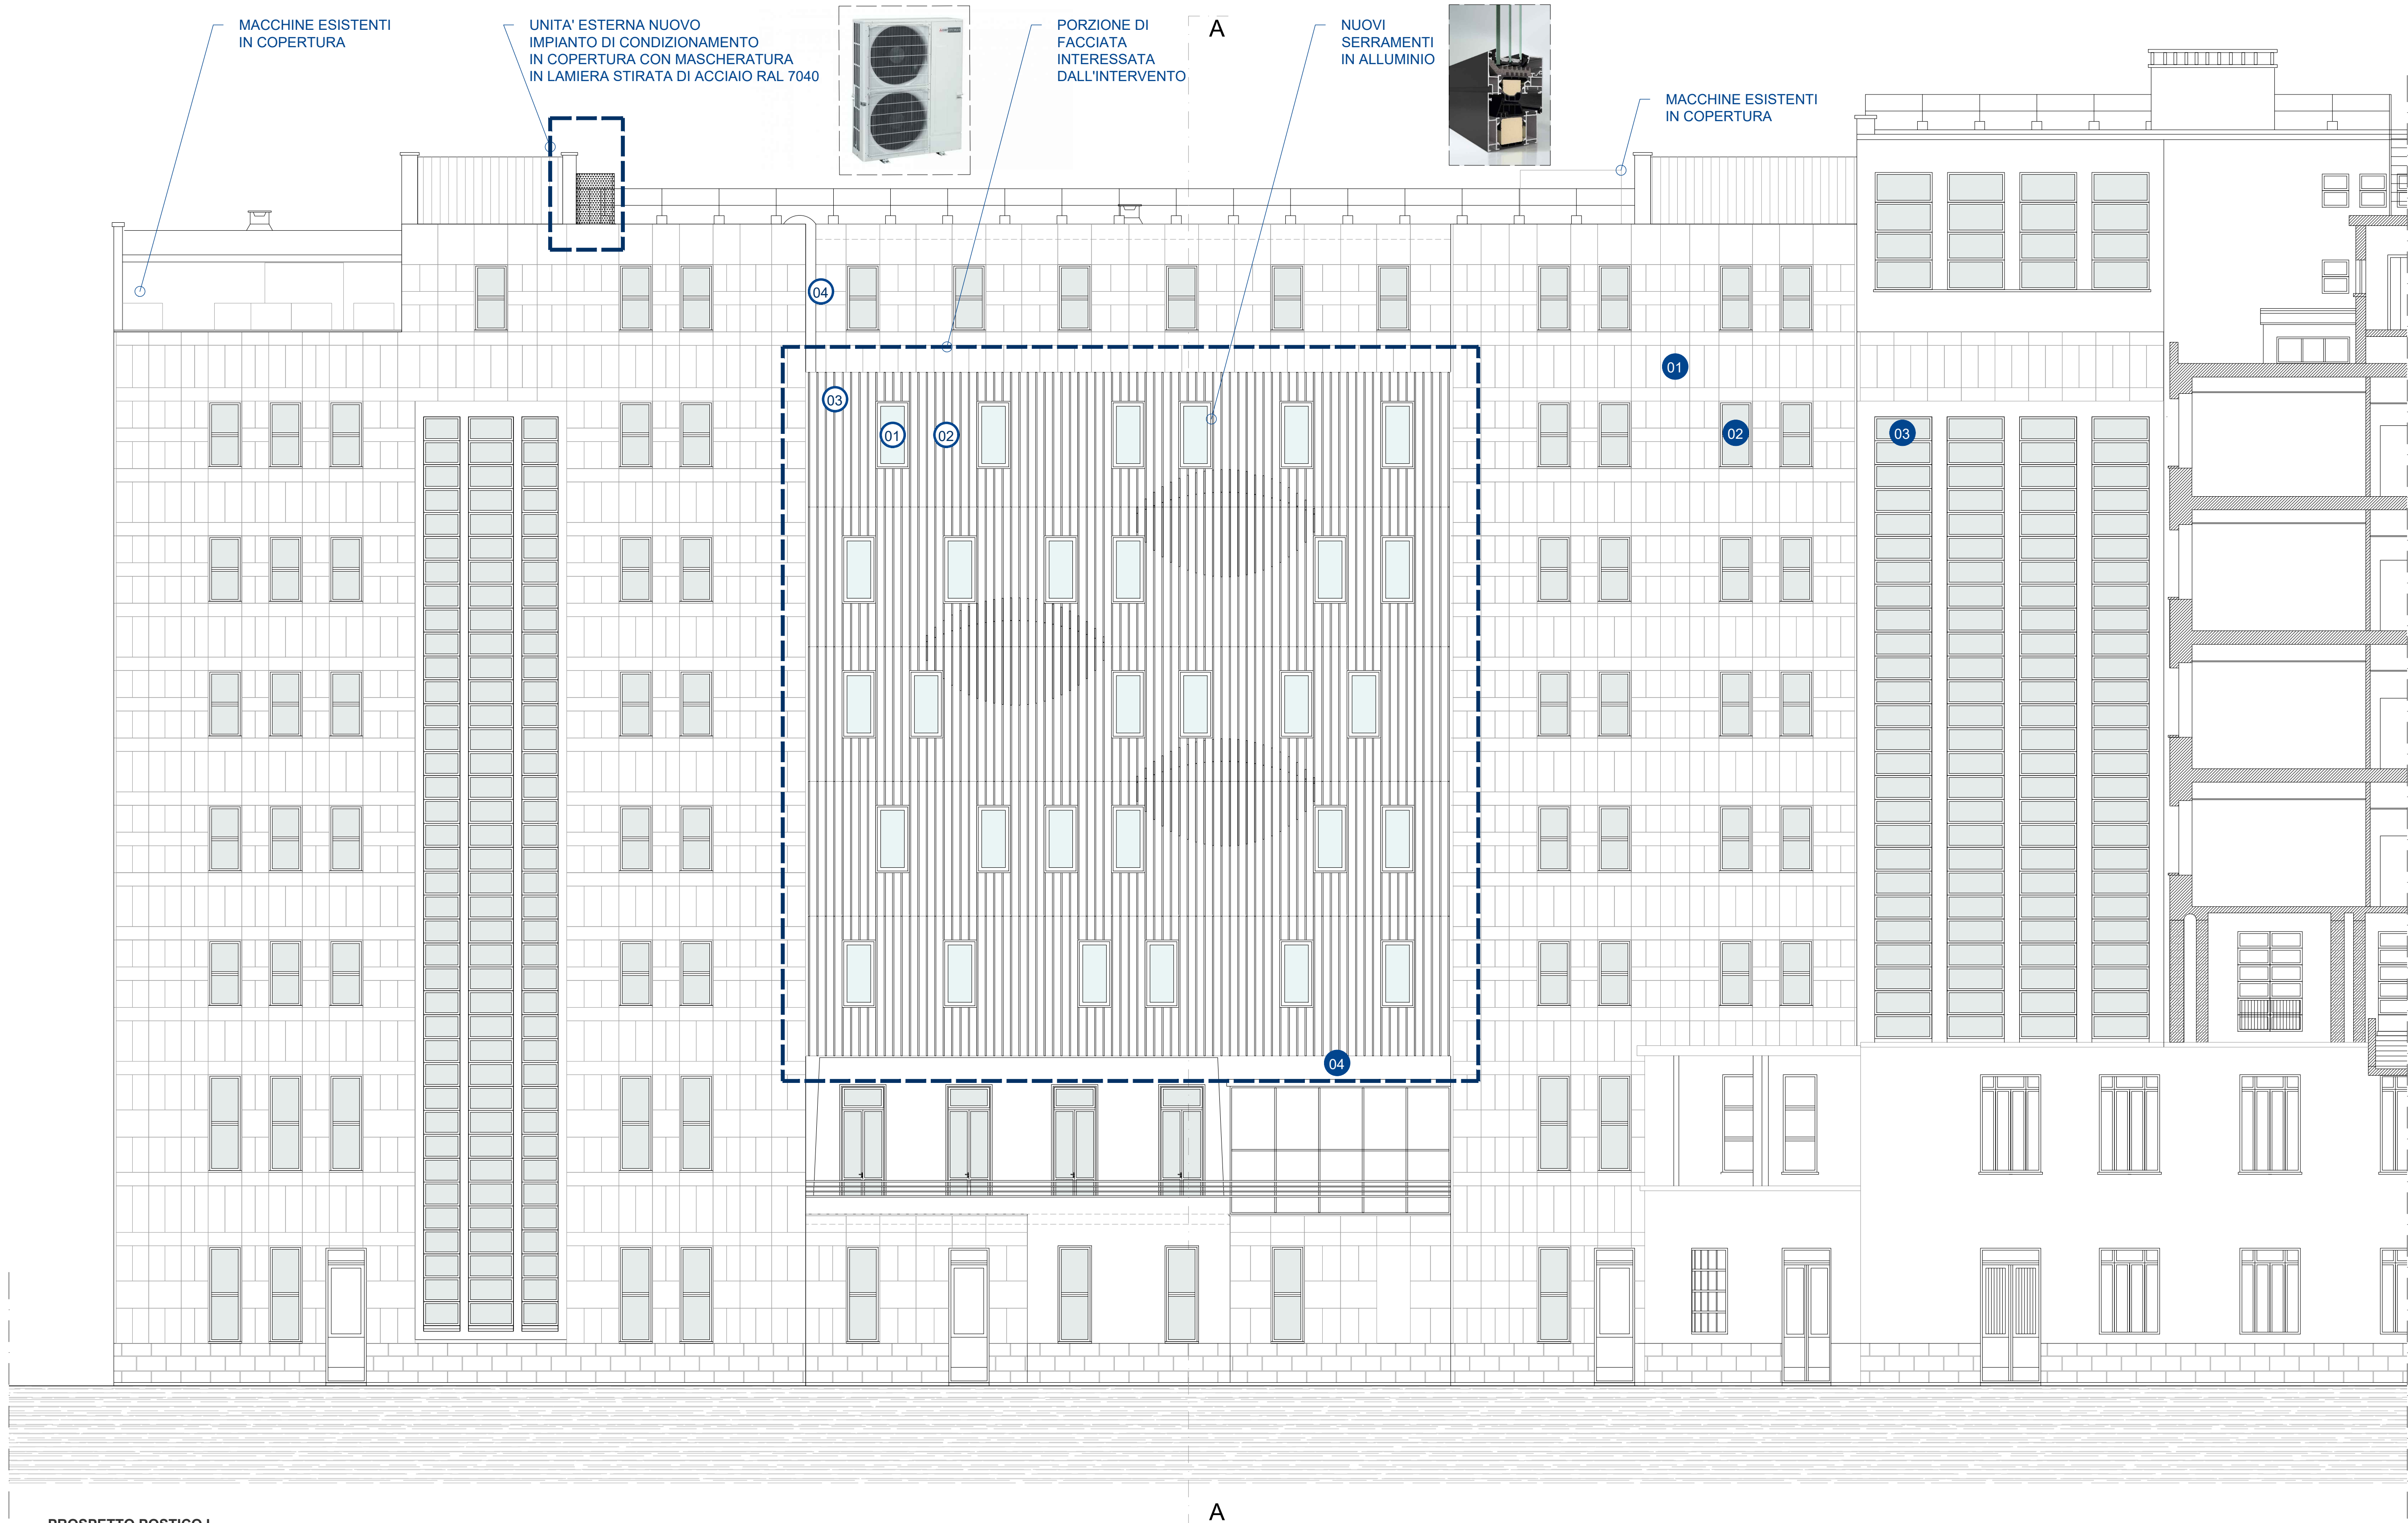 MACCHINE ESISTENTI
IN COPERTURA
UNITA' ESTERNA NUOVO
IMPIANTO DI CONDIZIONAMENTO
IN COPERTURA CON MASCHERATURA
IN LAMIERA STIRATA DI ACCIAIO RAL 7040
PORZIONE DI
FACCIATA
INTERESSATA
DALL'INTERVENTO
A
NUOVI
SERRAMENTI
IN ALLUMINIO
MACCHINE ESISTENTI
IN COPERTURA
04
01
03
01
02
02
03
04
A
PROSPETTO POSTICO I